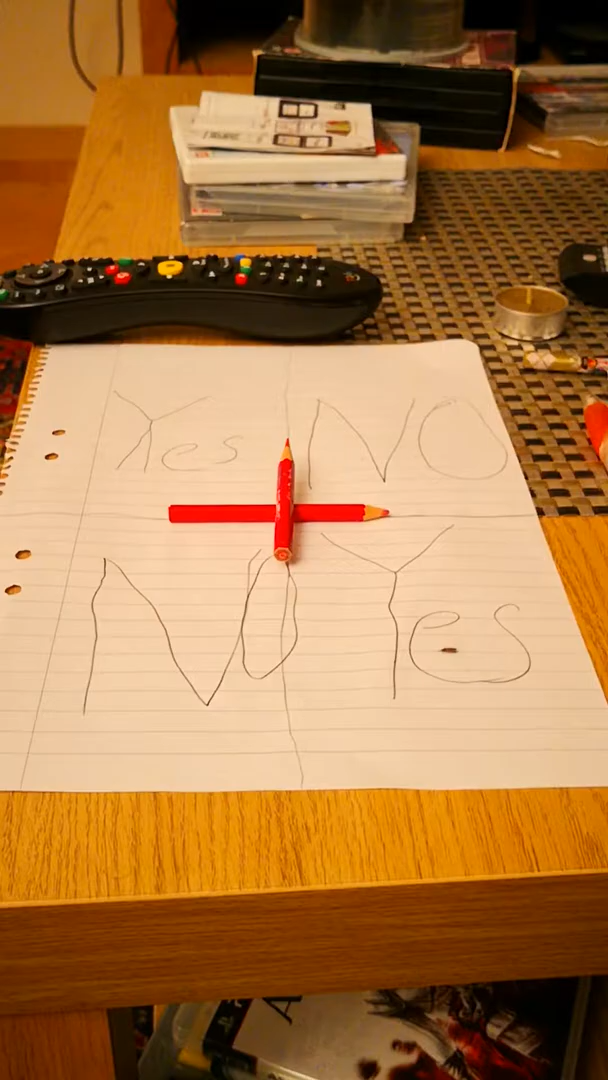 Yes NO
NO Yes